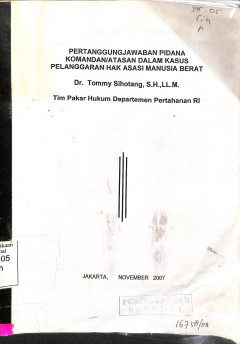 PERTANGGUNGJAWABAN PIDANA
KOMANDAN/ATASAN DALAM KASUS
PELANGGARAN HAK ASASI MANUSIA BERAT
Dr. Tommy Sihotang, S.H.,LL.M.
Tim Pakar Hukum Departemen Pertahanan RI
05
JAKARTA, NOVEMBER 2007